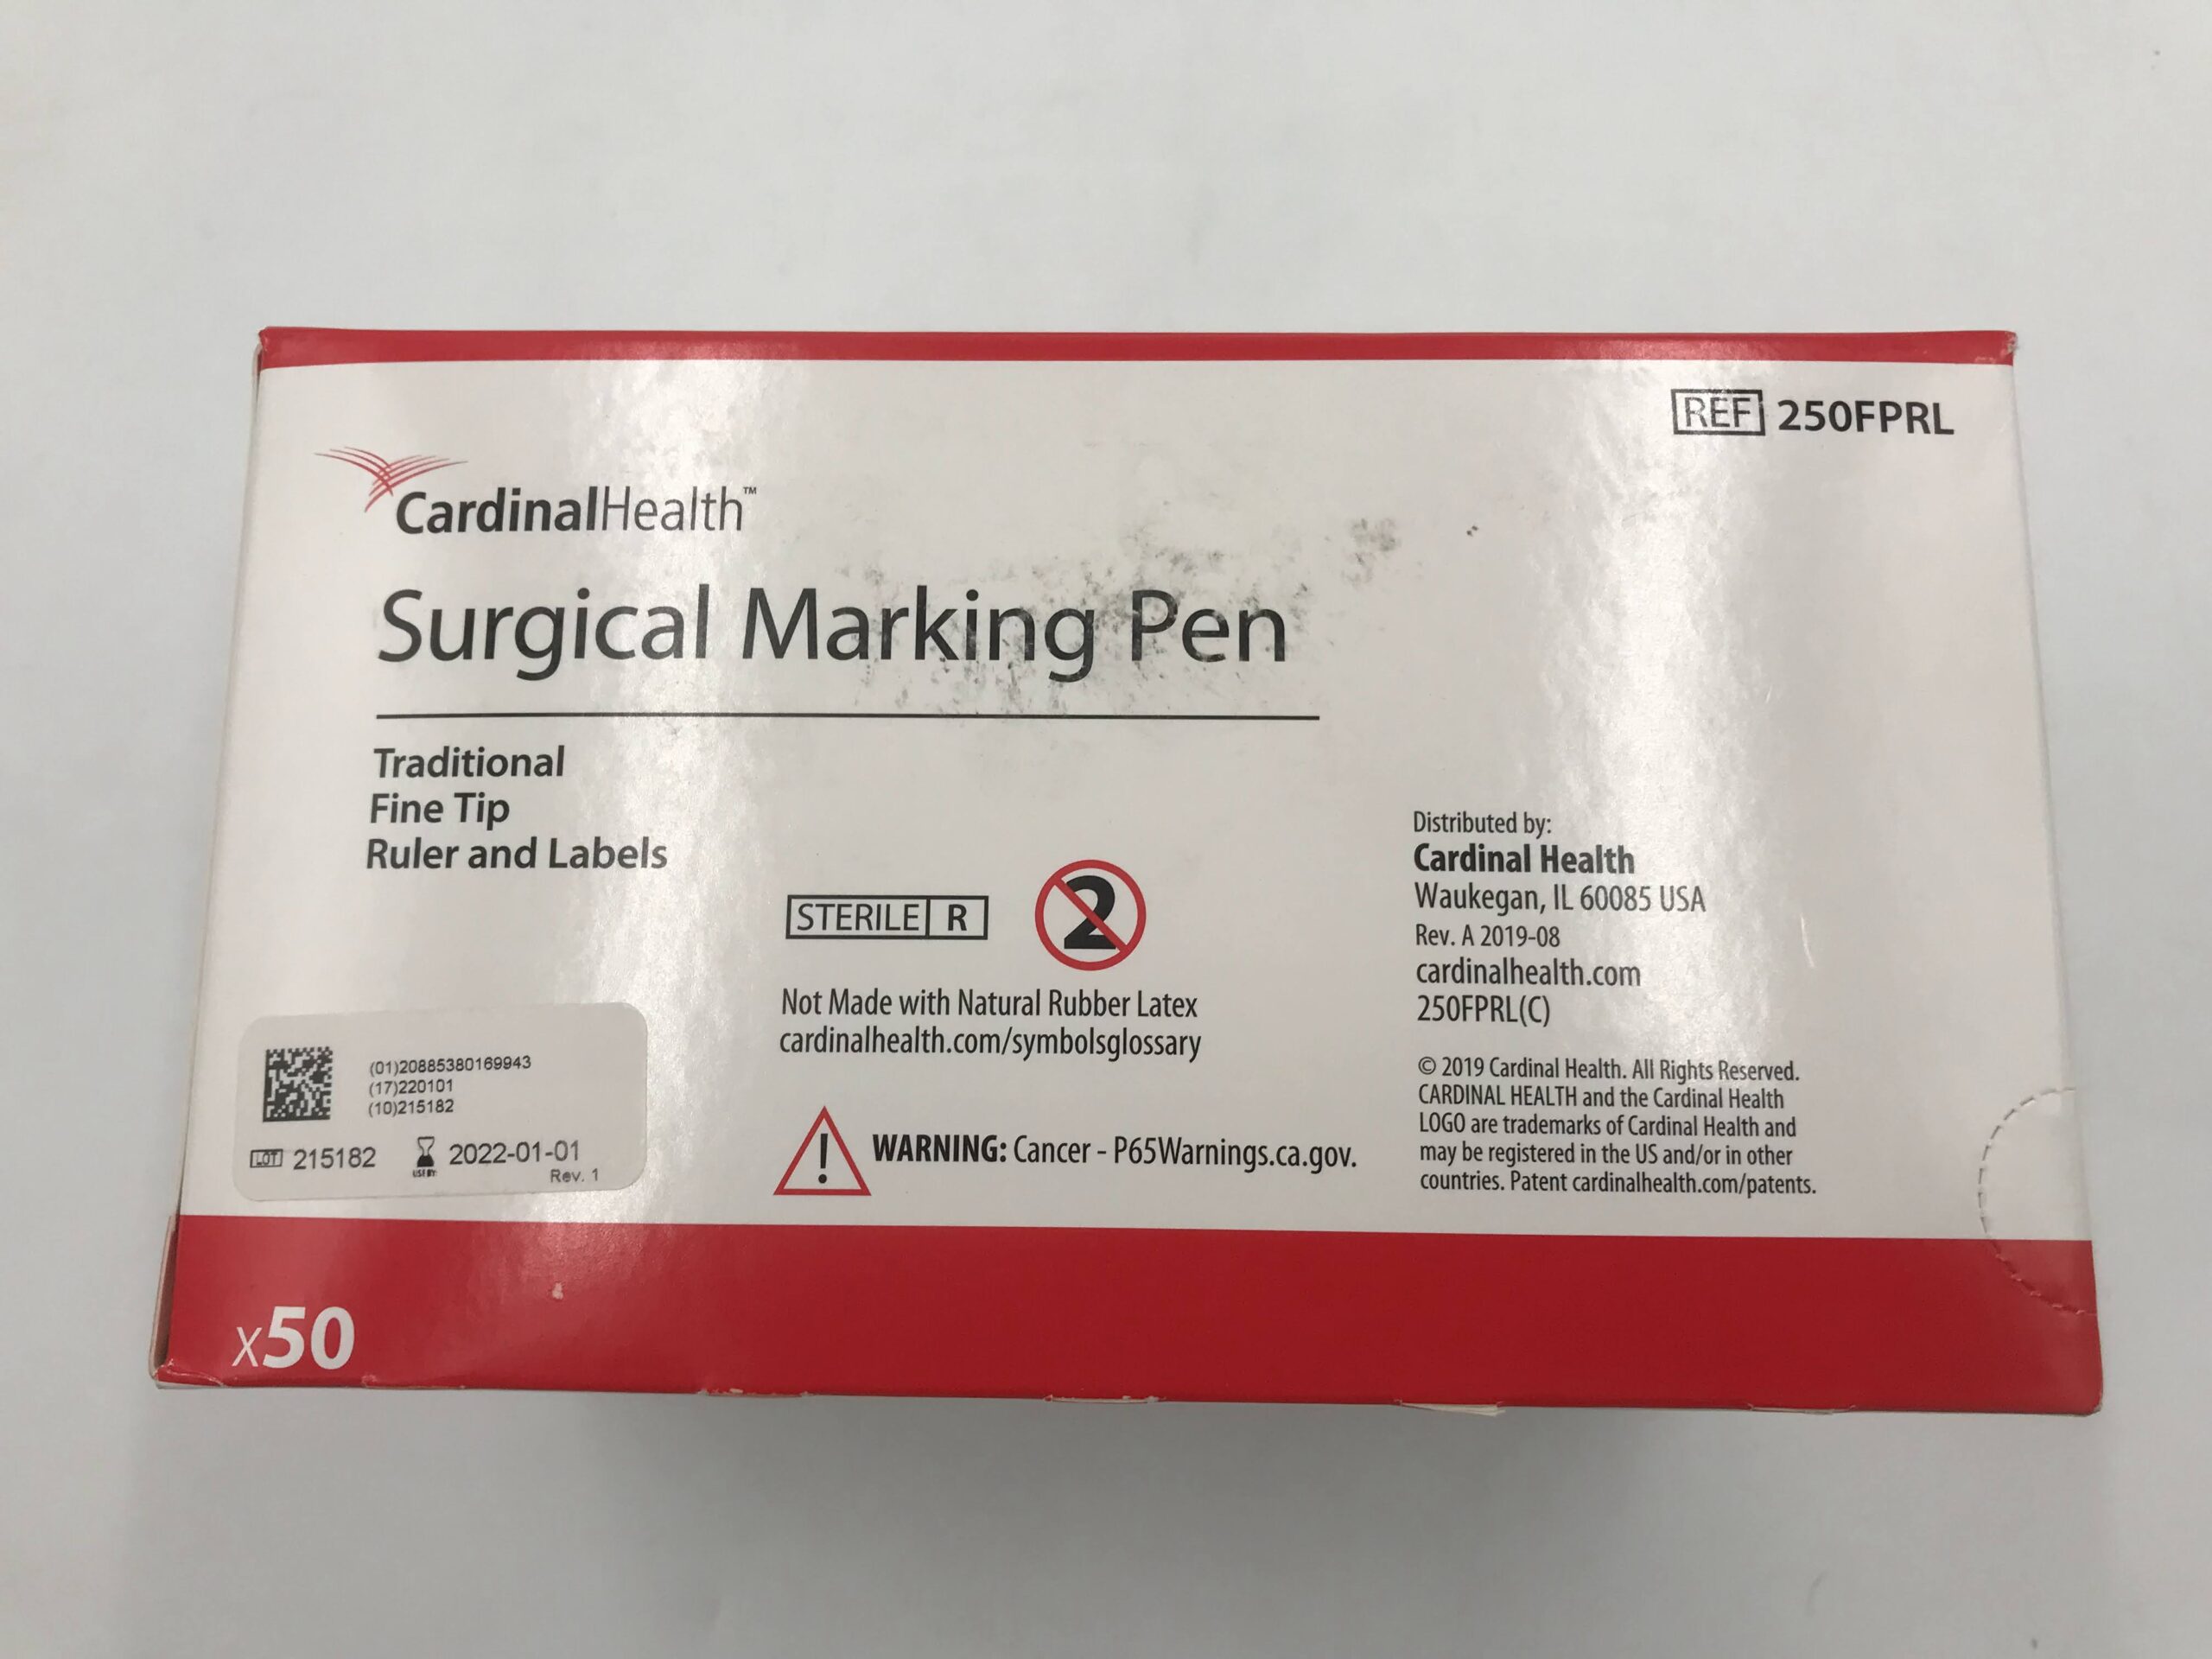 REF 250FPRL
CardinalHealth™
Surgical Marking Pen
Traditional
Fine Tip
Ruler and Labels
STERILE R 2
Not Made with Natural Rubber Latex
cardinalhealth.com/symbolsglossary
WARNING: Cancer - P65Warnings.ca.gov.
Distributed by:
Cardinal Health
Waukegan, IL 60085 USA
Rev. A 2019-08
cardinalhealth.com
250FPRL(C)
© 2019 Cardinal Health. All Rights Reserved.
CARDINAL HEALTH and the Cardinal Health
LOGO are trademarks of Cardinal Health and
may be registered in the US and/or in other
countries. Patent cardinalhealth.com/patents.
(01)20885380169943
(17)220101
(10)215182
LOT 215182 USE BY: 2022-01-01
Rev. 1
x50